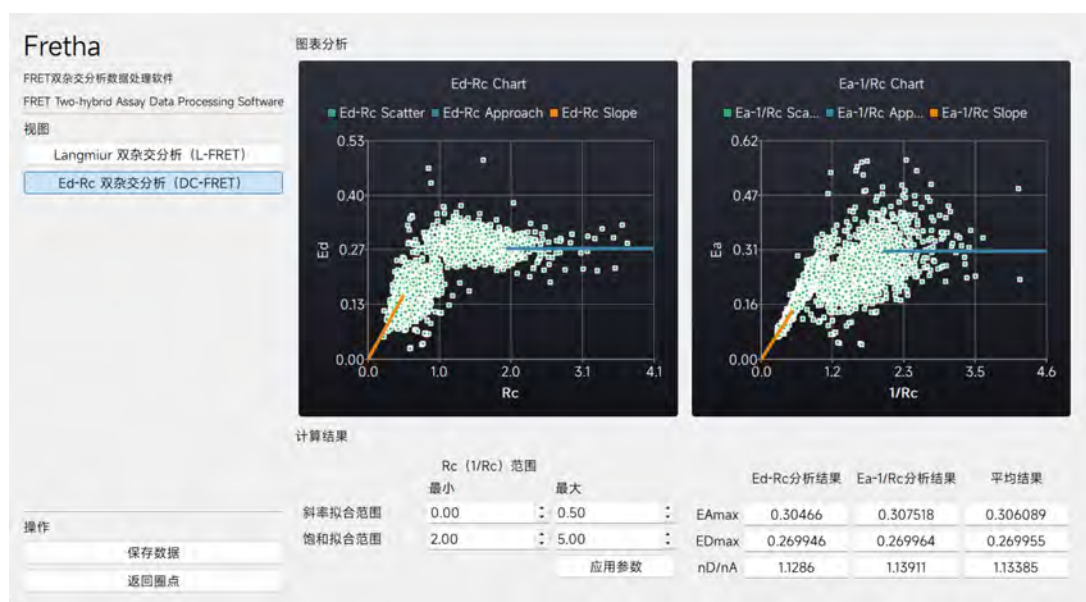 Fretha
FRET双杂交分析数据处理软件
FRET Two-hybrid Assay Data Processing Software
视图
Langmiur 双杂交分析（L-FRET）
Ed-Rc 双杂交分析（DC-FRET）
操作
保存数据
返回圈点
图表分析
Ed-Rc Chart
Ed-Rc Scatter Ed-Rc Approach Ed-Rc Slope
0.53
0.40
0.27
0.13
0.00
Ed
0.0 1.0 2.0 3.1 4.1
Rc
Ea-1/Rc Chart
Ea-1/Rc Sca... Ea-1/Rc App... Ea-1/Rc Slope
0.62
0.47
0.31
0.16
0.00
Ea
0.0 1.2 2.3 3.5 4.6
1/Rc
计算结果
Rc（1/Rc）范围
最小 最大
斜率拟合范围 0.00 0.50
饱和拟合范围 2.00 5.00
应用参数
Ed-Rc分析结果 Ea-1/Rc分析结果 平均结果
EAmax 0.30466 0.307518 0.306089
EDmax 0.269946 0.269964 0.269955
nD/nA 1.1286 1.13911 1.13385